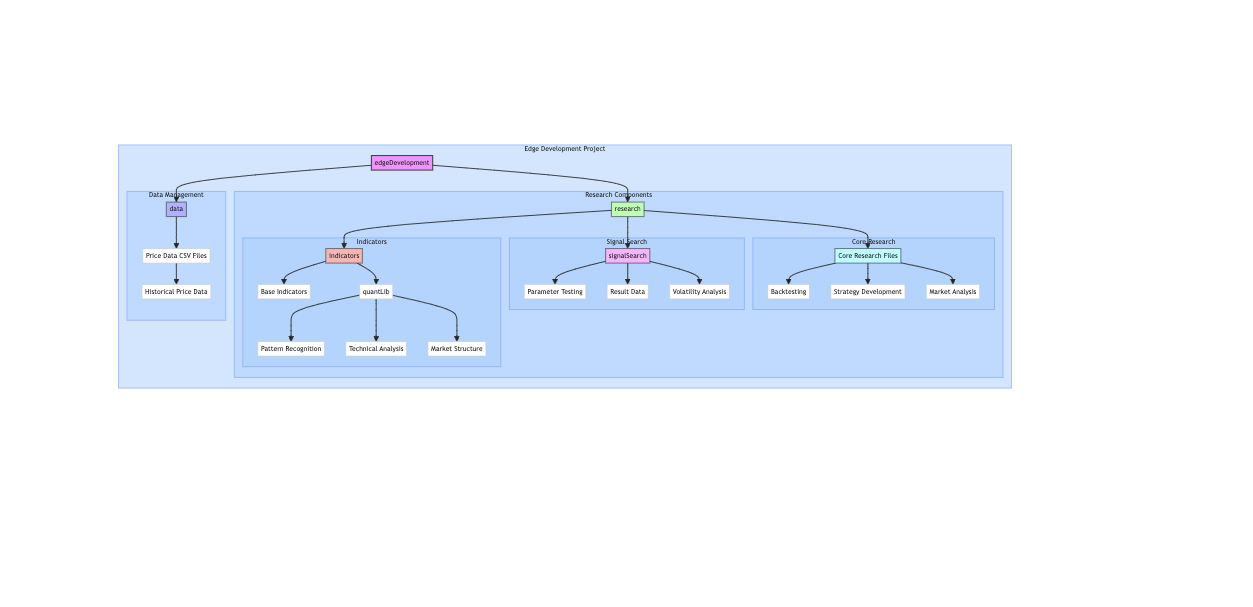 Edge Development Project
edgeDevelopment
Data Management
data
Price Data CSV Files
Historical Price Data
Research Components
research
Indicators
Indicators
Base Indicators
quantLib
Pattern Recognition
Technical Analysis
Market Structure
Signal Search
signalSearch
Parameter Testing
Result Data
Volatility Analysis
Core Research
Core Research Files
Backtesting
Strategy Development
Market Analysis